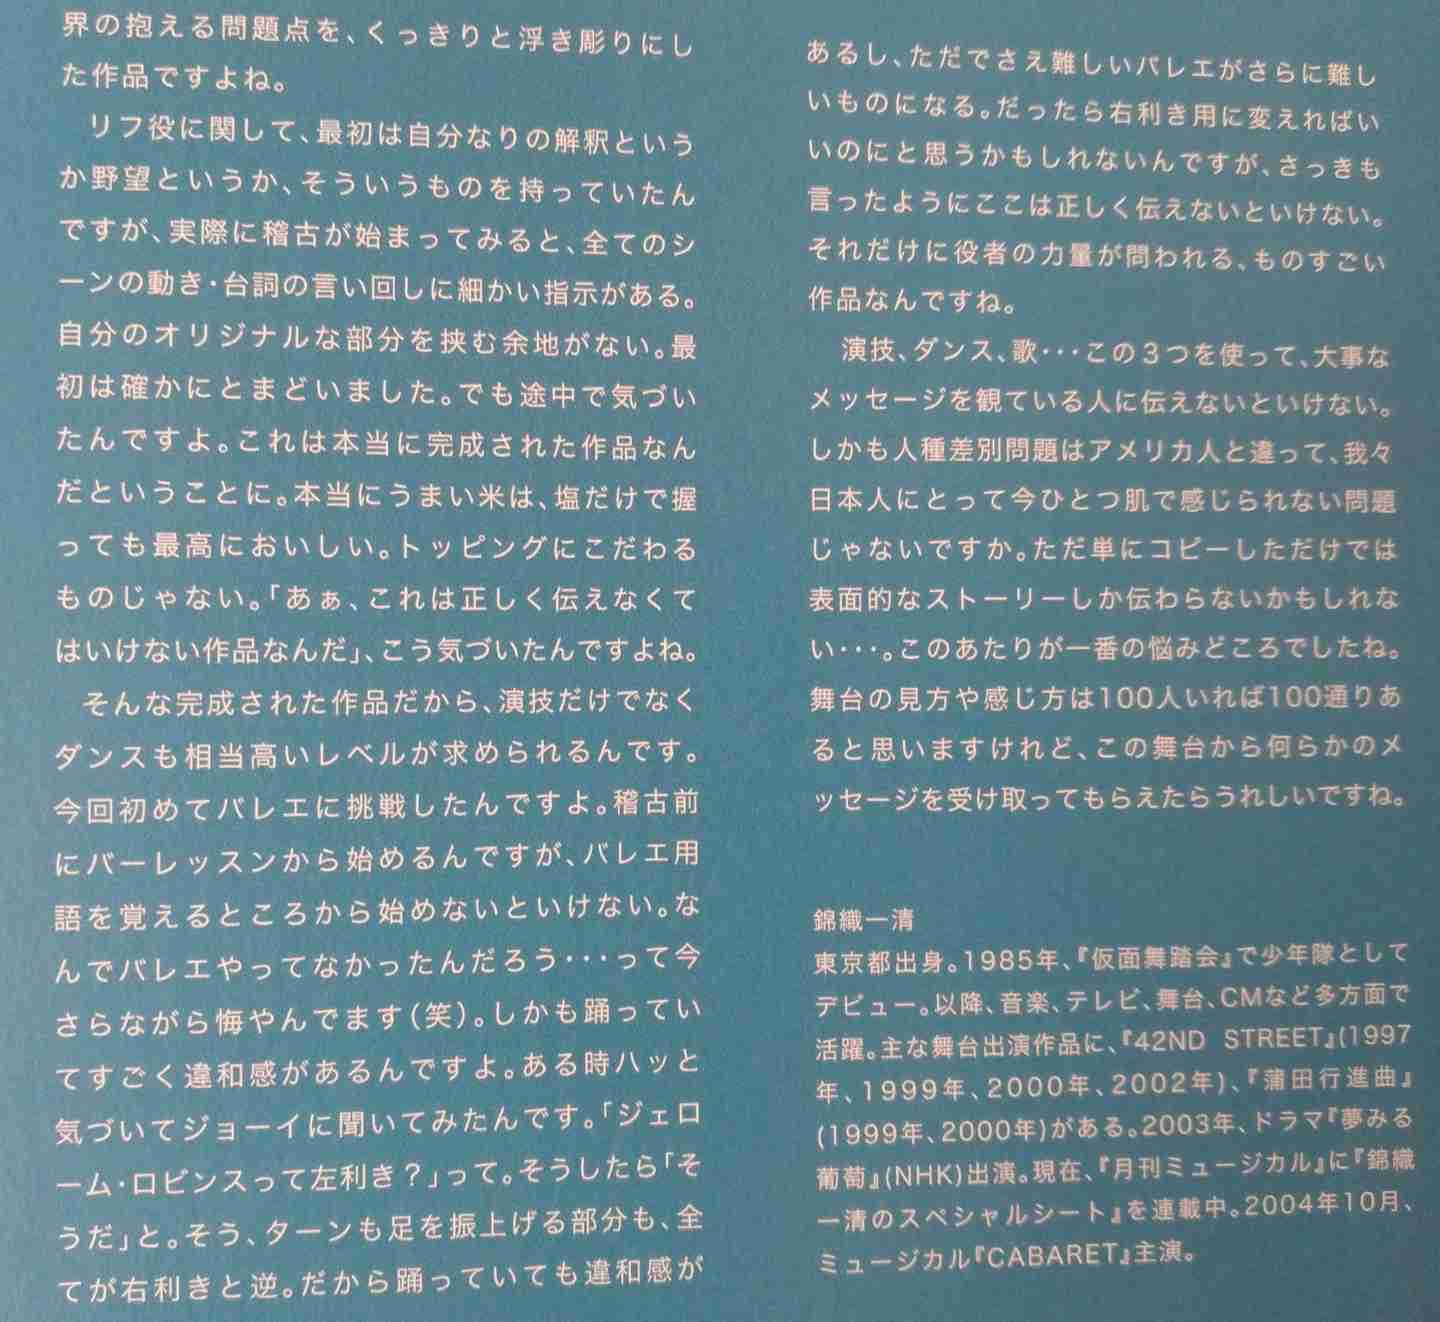 界の抱える問題点を、くっきりと浮き彫りにし
た作品ですよね。
リフ役に関して、最初は自分なりの解釈という
か野望というか、そういうものを持っていたん
ですが、実際に稽古が始まってみると、全てのシ
ーンの動き・台詞の言い回しに細かい指示がある。
自分のオリジナルな部分を挟む余地がない。最
初は確かにとまどいました。でも途中で気づい
たんですよ。これは本当に完成された作品なん
だということに。本当にうまい米は、塩だけで握
っても最高においしい。トッピングにこだわる
ものじゃない。「あぁ、これは正しく伝えなくて
はいけない作品なんだ」、こう気づいたんですよね。
そんな完成された作品だから、演技だけでなく
ダンスも相当高いレベルが求められるんです。
今回初めてバレエに挑戦したんですよ。稽古前
にバーレッスンから始めるんですが、バレエ用
語を覚えるところから始めないといけない。な
んでバレエやってなかったんだろう・・・って今
さらながら悔やんでます(笑)。しかも踊ってい
てすごく違和感があるんですよ。ある時ハッと
気づいてジョーイに聞いてみたんです。「ジェロ
ーム・ロビンスって左利き?」って。そうしたら「そ
うだ」と。そう、ターンも足を振上げる部分も、全
てが右利きと逆。だから踊っていても違和感が
あるし、ただでさえ難しいバレエがさらに難し
いものになる。だったら右利き用に変えればい
いのにと思うかもしれないんですが、さっきも
言ったようにここは正しく伝えないといけない。
それだけに役者の力量が問われる、ものすごい
作品なんですね。
演技、ダンス、歌・・・この3つを使って、大事な
メッセージを観ている人に伝えないといけない。
しかも人種差別問題はアメリカ人と違って、我々
日本人にとって今ひとつ肌で感じられない問題
じゃないですか。ただ単にコピーしただけでは
表面的なストーリーしか伝わらないかもしれな
い・・・。このあたりが一番の悩みどころでしたね。
舞台の見方や感じ方は100人いれば100通りあ
ると思いますけれど、この舞台から何らかのメ
ッセージを受け取ってもらえたらうれしいですね。
錦織一清
東京都出身。1985年、『仮面舞踏会』で少年隊として
デビュー。以降、音楽、テレビ、舞台、CMなど多方面で
活躍。主な舞台出演作品に、『42ND STREET』(1997
年、1999年、2000年、2002年)、『蒲田行進曲』
(1999年、2000年)がある。2003年、ドラマ『夢みる
葡萄』(NHK)出演。現在、『月刊ミュージカル』に『錦織
一清のスペシャルシート』を連載中。2004年10月、
ミュージカル『CABARET』主演。